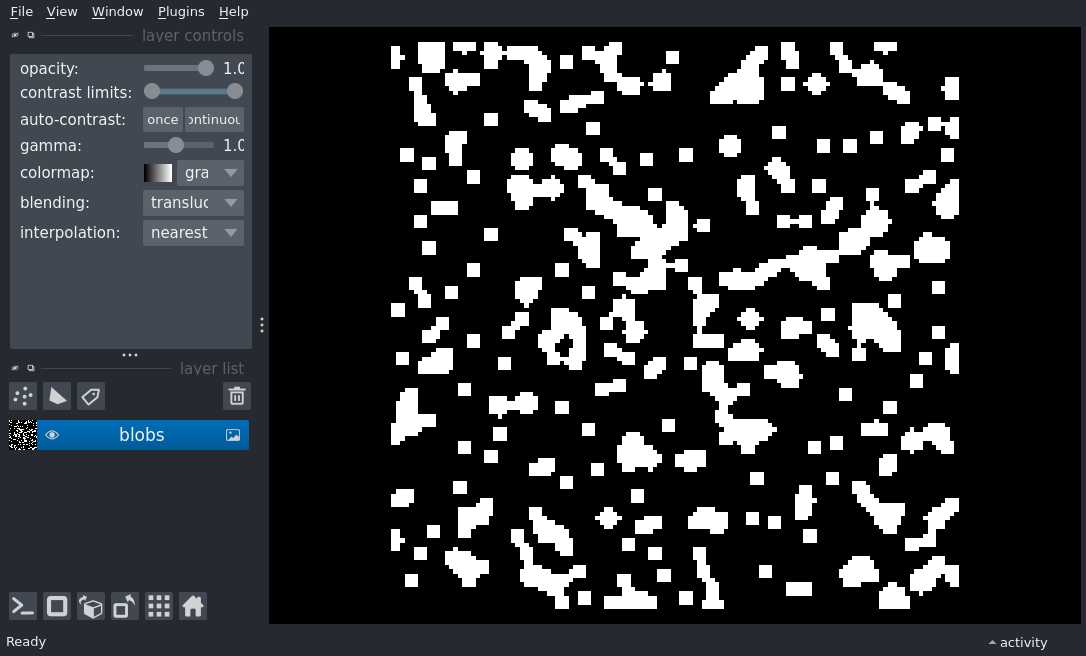 File View Window Plugins Help
layer controls
opacity: 1.0
contrast limits:
auto-contrast: once ontinuou
gamma: 1.0
colormap: gra
blending: transluc
interpolation: nearest
layer list
blobs
Ready
activity